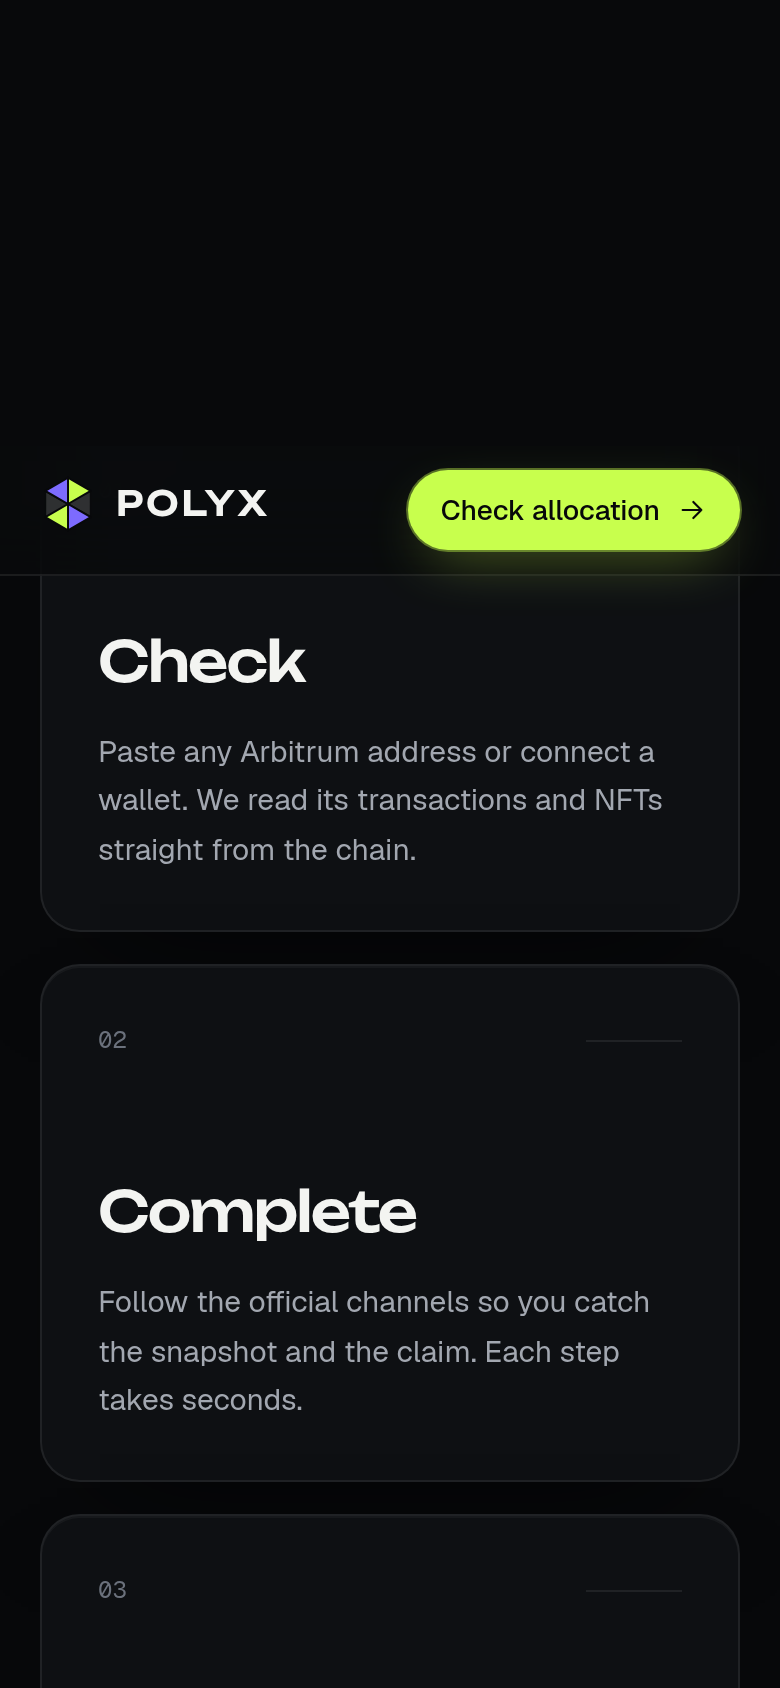 POLYX
Check allocation →
Check
Paste any Arbitrum address or connect a
wallet. We read its transactions and NFTs
straight from the chain.
02
Complete
Follow the official channels so you catch
the snapshot and the claim. Each step
takes seconds.
03